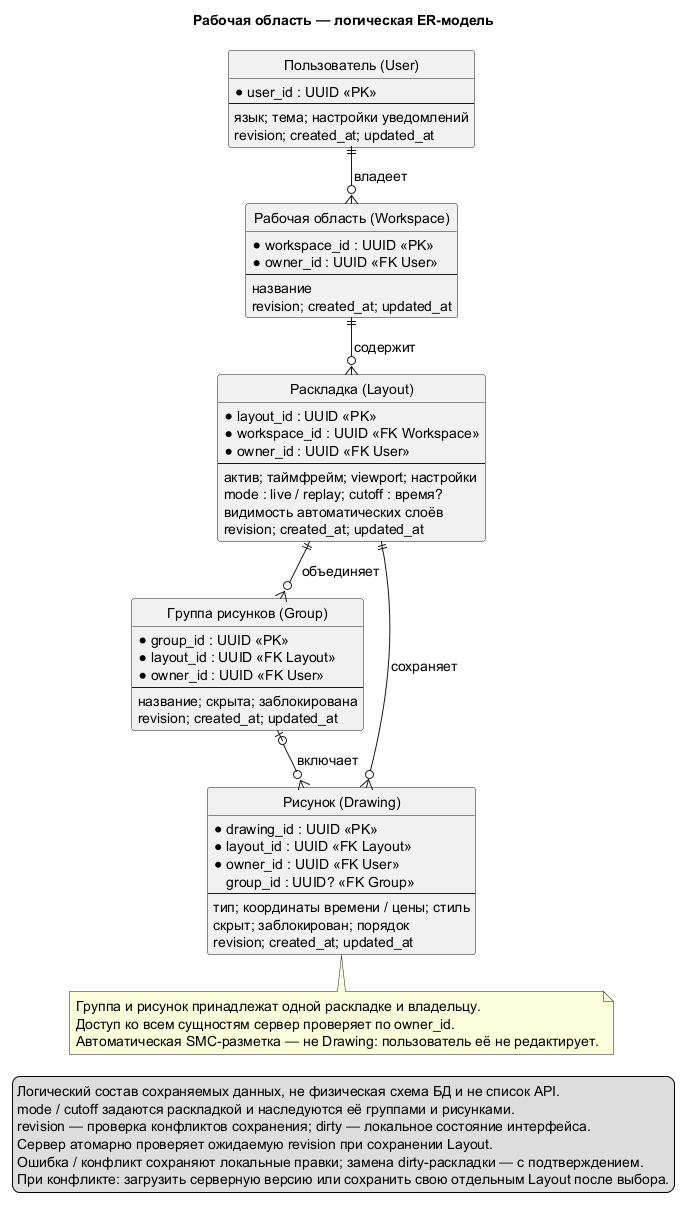 Рабочая область — логическая ER-модель
Пользователь (User)
● user_id : UUID «PK»
язык; тема; настройки уведомлений
revision; created_at; updated_at
владеет
Рабочая область (Workspace)
● workspace_id : UUID «PK»
● owner_id : UUID «FK User»
название
revision; created_at; updated_at
содержит
Раскладка (Layout)
● layout_id : UUID «PK»
● workspace_id : UUID «FK Workspace»
● owner_id : UUID «FK User»
актив; таймфрейм; viewport; настройки
mode : live / replay; cutoff : время?
видимость автоматических слоёв
revision; created_at; updated_at
объединяет
Группа рисунков (Group)
● group_id : UUID «PK»
● layout_id : UUID «FK Layout»
● owner_id : UUID «FK User»
название; скрыта; заблокирована
revision; created_at; updated_at
сохраняет
включает
Рисунок (Drawing)
● drawing_id : UUID «PK»
● layout_id : UUID «FK Layout»
● owner_id : UUID «FK User»
group_id : UUID? «FK Group»
тип; координаты времени / цены; стиль
скрыт; заблокирован; порядок
revision; created_at; updated_at
Группа и рисунок принадлежат одной раскладке и владельцу.
Доступ ко всем сущностям сервер проверяет по owner_id.
Автоматическая SMC-разметка — не Drawing: пользователь её не редактирует.
Логический состав сохраняемых данных, не физическая схема БД и не список API.
mode / cutoff задаются раскладкой и наследуются её группами и рисунками.
revision — проверка конфликтов сохранения; dirty — локальное состояние интерфейса.
Сервер атомарно проверяет ожидаемую revision при сохранении Layout.
Ошибка / конфликт сохраняют локальные правки; замена dirty-раскладки — с подтверждением.
При конфликте: загрузить серверную версию или сохранить свою отдельным Layout после выбора.